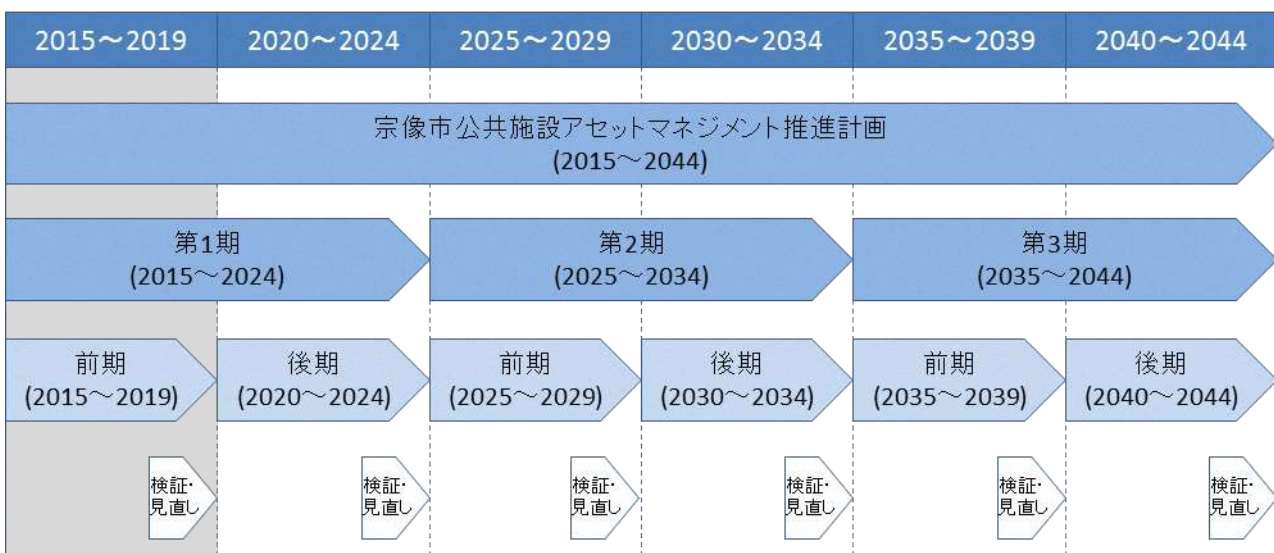 2015～2019
2020～2024
2025～2029
2030～2034
2035～2039
2040～2044
宗像市公共施設アセットマネジメント推進計画
(2015～2044)
第1期
(2015～2024)
第2期
(2025～2034)
第3期
(2035～2044)
前期
(2015～2019)
後期
(2020～2024)
前期
(2025～2029)
後期
(2030～2034)
前期
(2035～2039)
後期
(2040～2044)
検証・
見直し
検証・
見直し
検証・
見直し
検証・
見直し
検証・
見直し
検証・
見直し